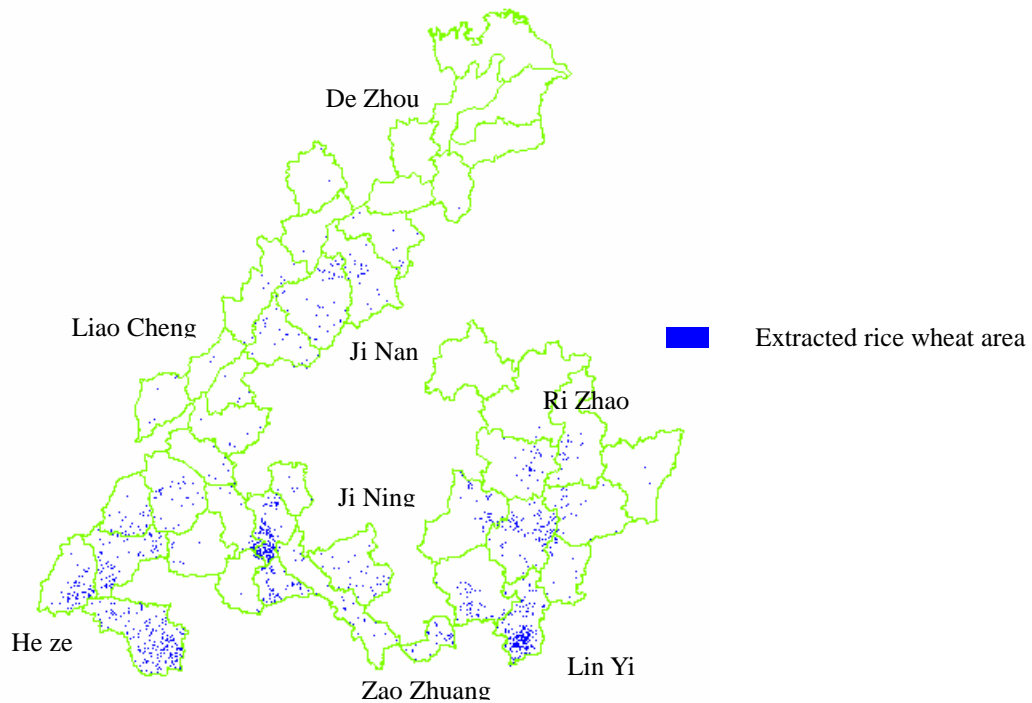 De Zhou
Liao Cheng
Ji Nan
Extracted rice wheat area
Ri Zhao
Ji Ning
He ze
Lin Yi
Zao Zhuang